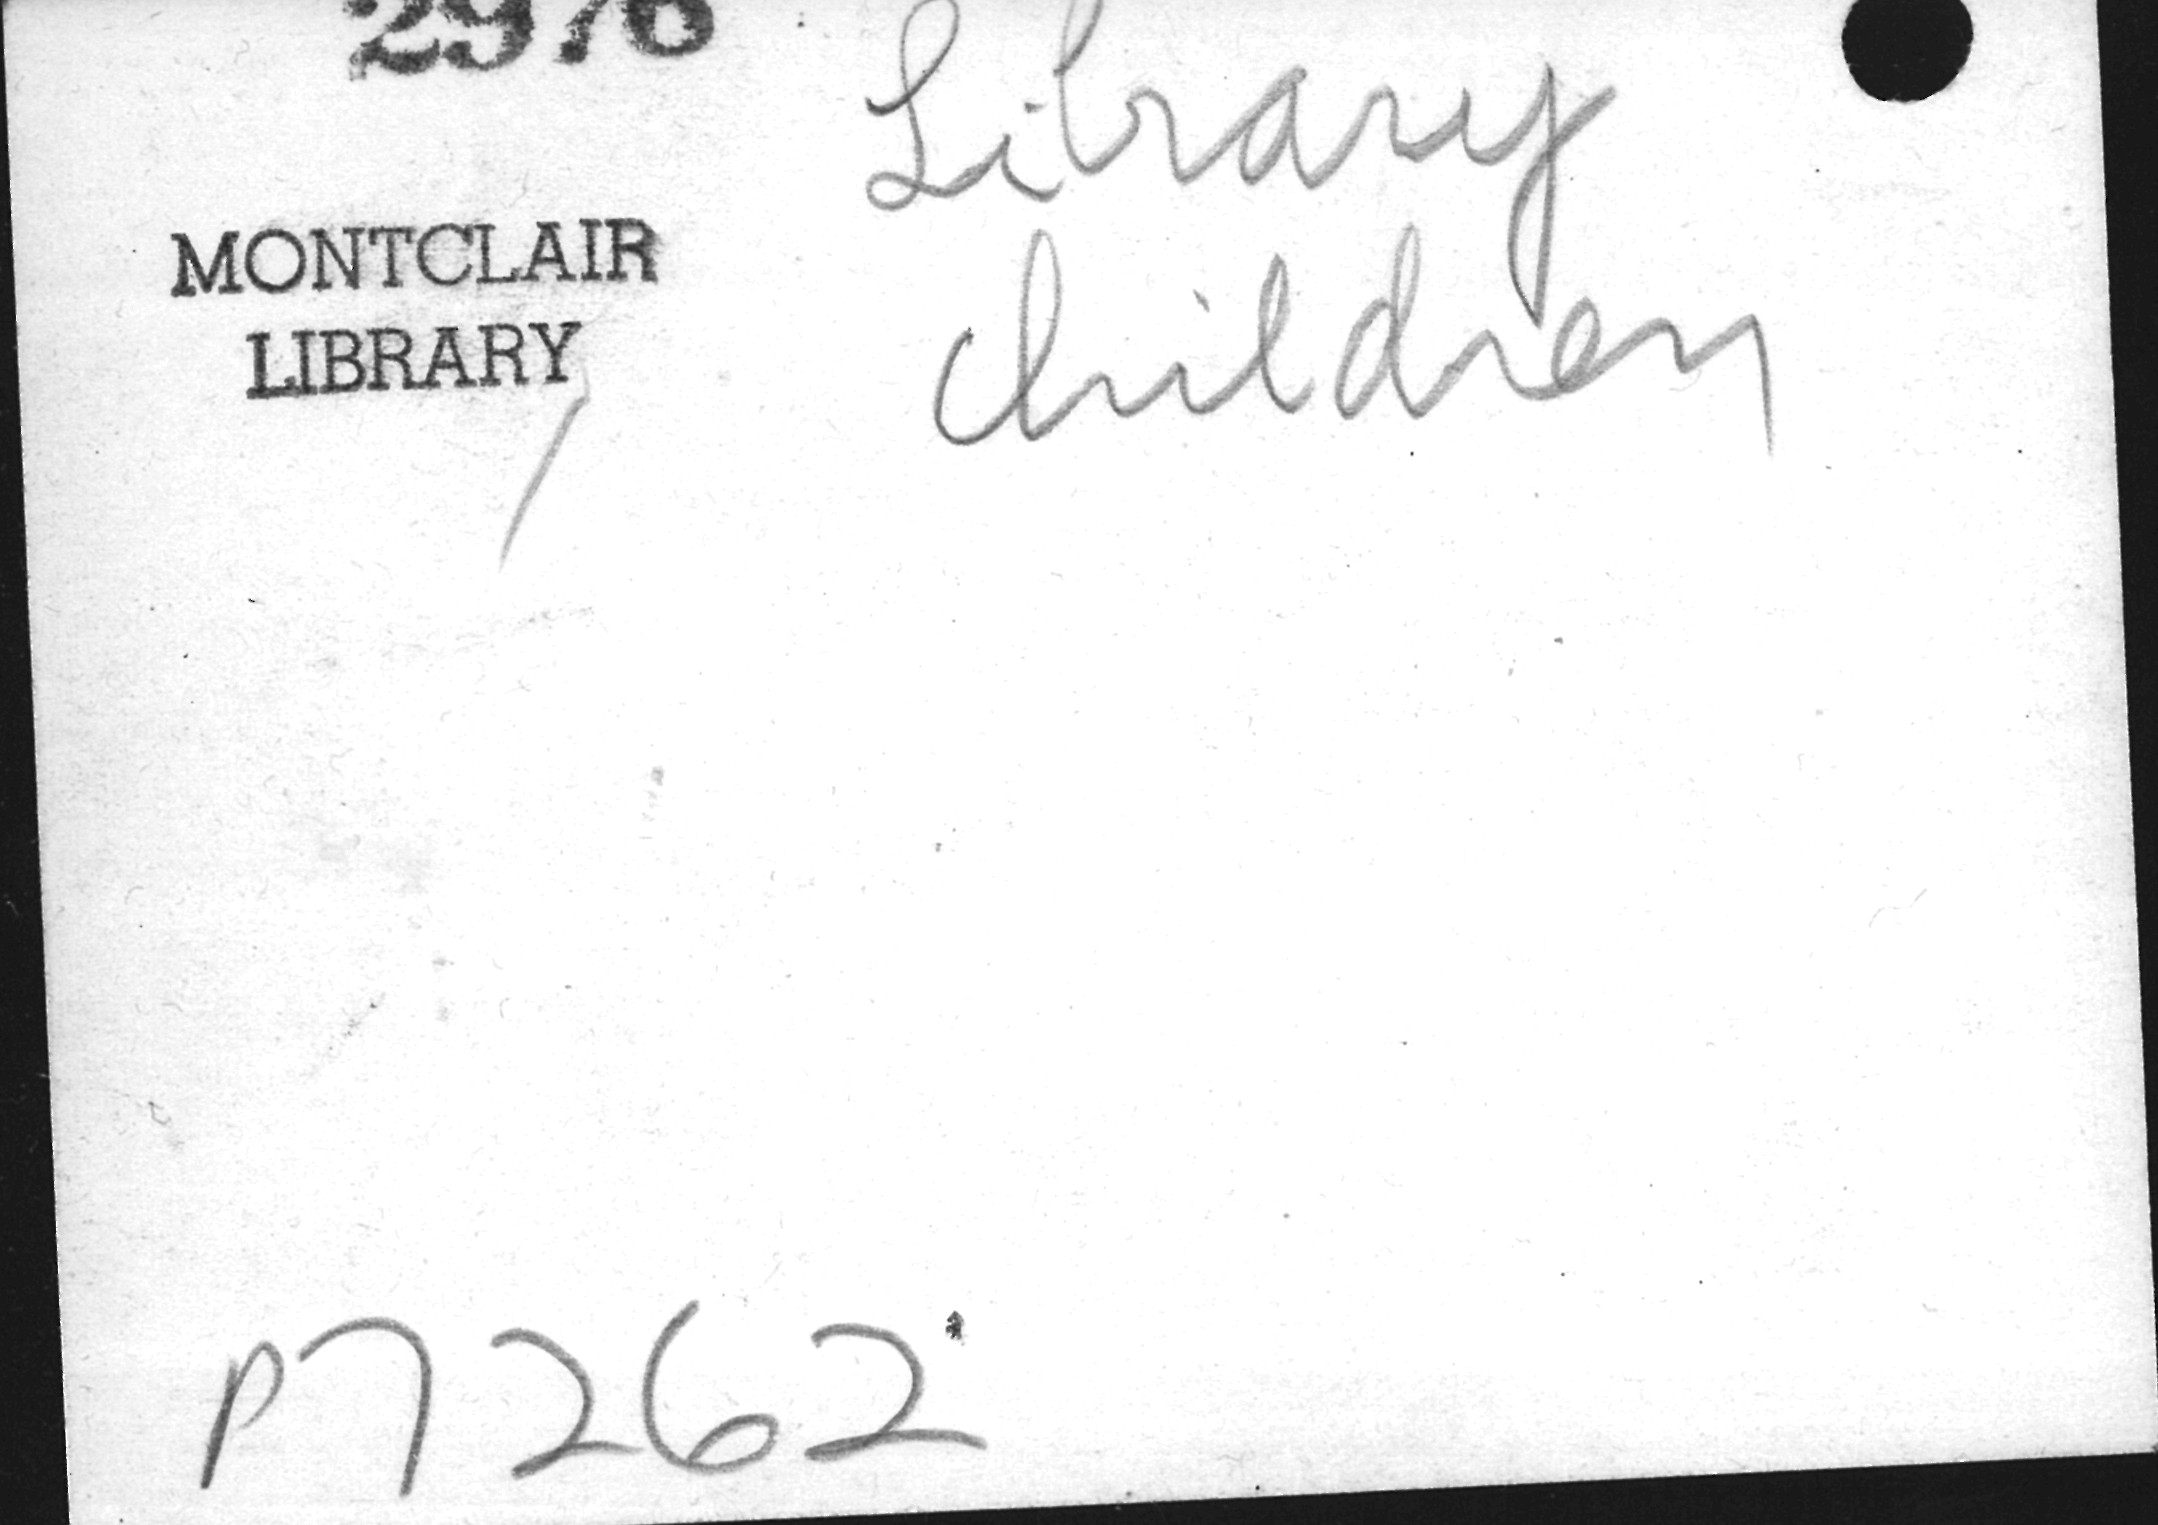 2976
Library
MONTCLAIR
LIBRARY
children
P7262